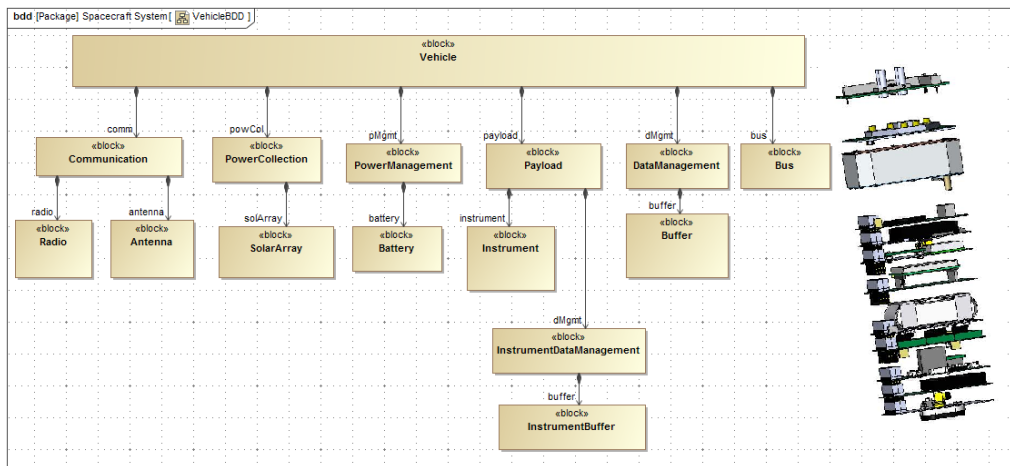 bdd [Package] Spacecraft System [ VehicleBDD ]
«block»
Vehicle
comm
powCol
pMgmt
payload
dMgmt
bus
«block»
Communication
«block»
PowerCollection
«block»
PowerManagement
«block»
Payload
«block»
DataManagement
«block»
Bus
radio
antenna
solArray
battery
instrument
buffer
«block»
Radio
«block»
Antenna
«block»
SolarArray
«block»
Battery
«block»
Instrument
«block»
Buffer
dMgmt
«block»
InstrumentDataManagement
buffer
«block»
InstrumentBuffer